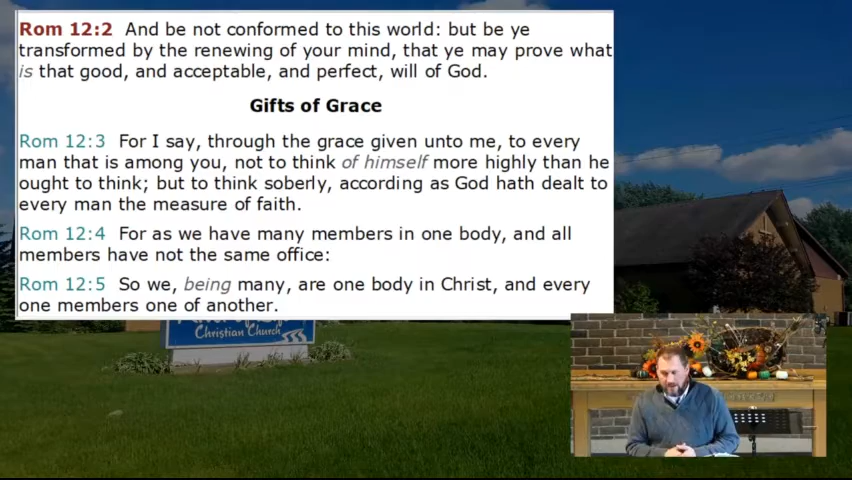 Rom 12:2 And be not conformed to this world: but be ye
transformed by the renewing of your mind, that ye may prove what
is that good, and acceptable, and perfect, will of God.
Gifts of Grace
Rom 12:3 For I say, through the grace given unto me, to every
man that is among you, not to think of himself more highly than he
ought to think; but to think soberly, according as God hath dealt to
every man the measure of faith.
Rom 12:4 For as we have many members in one body, and all
members have not the same office:
Rom 12:5 So we, being many, are one body in Christ, and every
one members one of another.
Christian Church